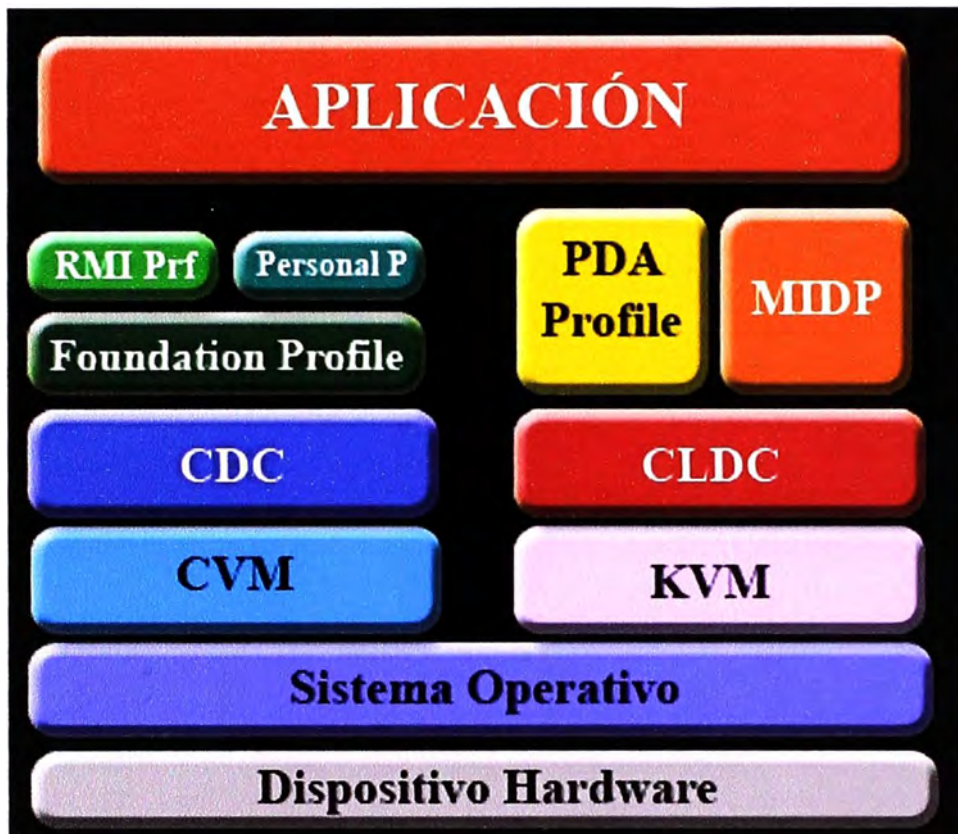 APLICACIÓN
RMI Prf
Personal P
Foundation Profile
PDA
Profile
MIDP
CDC
CLDC
CVM
KVM
Sistema Operativo
Dispositivo Hardware